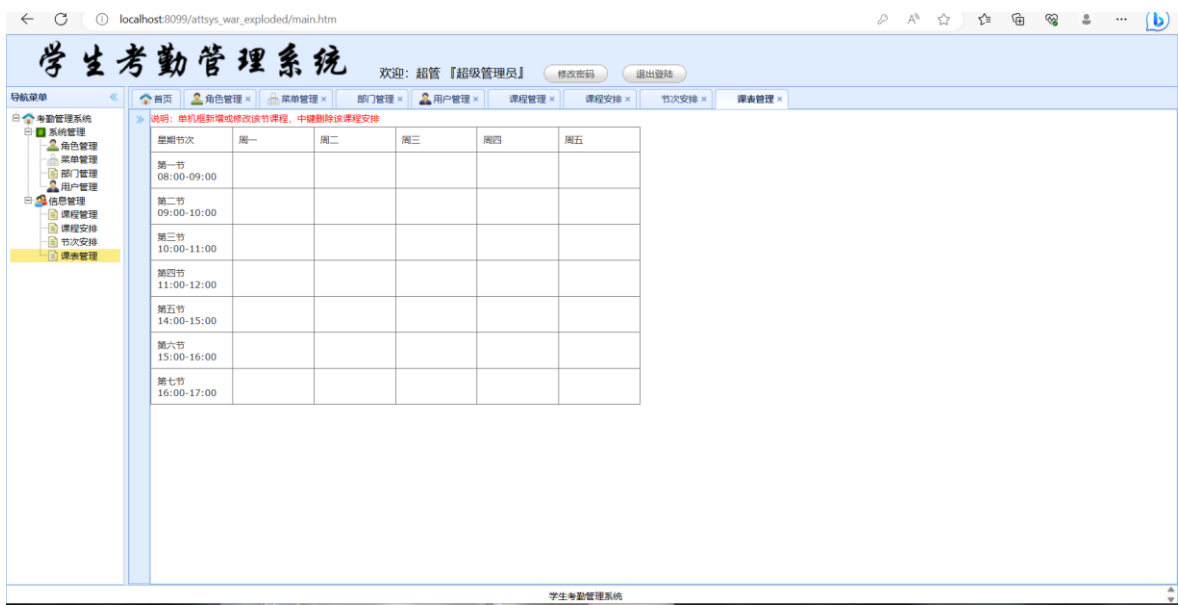 localhost:8099/attsys_war_exploded/main.htm
学生考勤管理系统
欢迎：超管『超级管理员』 修改密码 退出登陆
导航菜单
首页 角色管理 菜单管理 部门管理 用户管理 课程管理 课程安排 节次安排 课表管理
考勤管理系统
系统管理
角色管理
菜单管理
部门管理
用户管理
信息管理
课程管理
课程安排
节次安排
课表管理
说明：单机框新增或修改该节课程，中键删除该课程安排
星期节次 周一 周二 周三 周四 周五
第一节
08:00-09:00
第二节
09:00-10:00
第三节
10:00-11:00
第四节
11:00-12:00
第五节
14:00-15:00
第六节
15:00-16:00
第七节
16:00-17:00
学生考勤管理系统